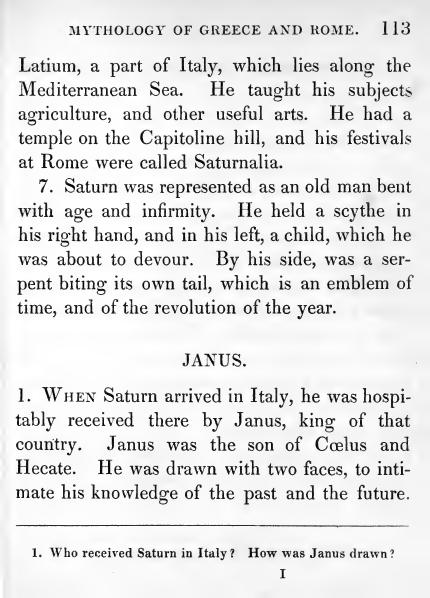 MYTHOLOGY OF GREECE AND ROME. 113
Latium, a part of Italy, which lies along the
Mediterranean Sea. He taught his subjects
agriculture, and other useful arts. He had a
temple on the Capitoline hill, and his festivals
at Rome were called Saturnalia.
7. Saturn was represented as an old man bent
with age and infirmity. He held a scythe in
his right hand, and in his left, a child, which he
was about to devour. By his side, was a ser-
pent biting its own tail, which is an emblem of
time, and of the revolution of the year.
JANUS.
1. WHEN Saturn arrived in Italy, he was hospi-
tably received there by Janus, king of that
country. Janus was the son of Cœlus and
Hecate. He was drawn with two faces, to inti-
mate his knowledge of the past and the future.
1. Who received Saturn in Italy? How was Janus drawn?
I